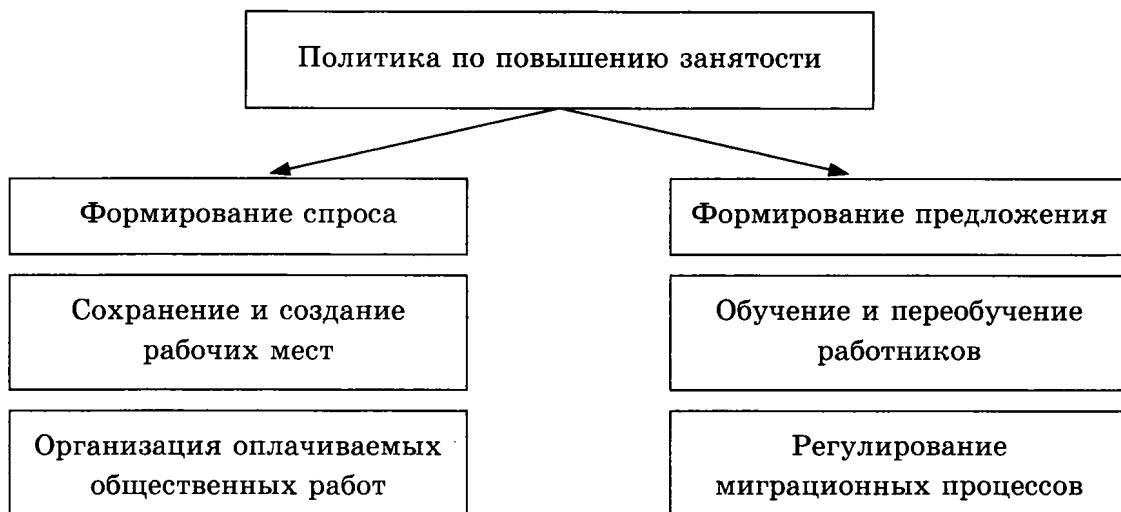 Политика по повышению занятости
Формирование спроса
Сохранение и создание
рабочих мест
Организация оплачиваемых
общественных работ
Формирование предложения
Обучение и переобучение
работников
Регулирование
миграционных процессов